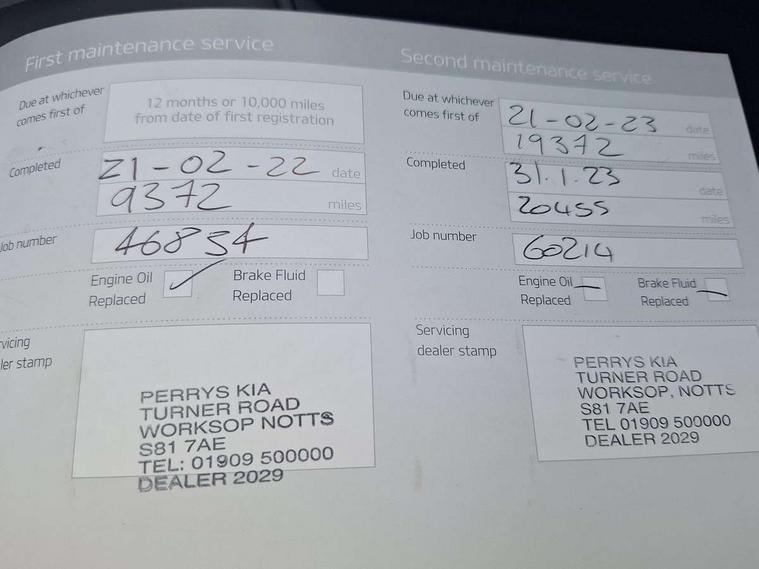 First maintenance service
Due at whichever
comes first of
12 months or 10,000 miles
from date of first registration
Completed
21-02-22 date
9372 miles
Job number
46834
Engine Oil
Replaced
Brake Fluid
Replaced
vicing
ler stamp
PERRYS KIA
TURNER ROAD
WORKSOP NOTTS
S81 7AE
TEL: 01909 500000
DEALER 2029
Second maintenance service
Due at whichever
comes first of
21-02-23 date
19372 miles
Completed
31.1.23 date
20455 miles
Job number
60214
Engine Oil
Replaced
Brake Fluid
Replaced
Servicing
dealer stamp
PERRYS KIA
TURNER ROAD
WORKSOP, NOTTS
S81 7AE
TEL 01909 500000
DEALER 2029